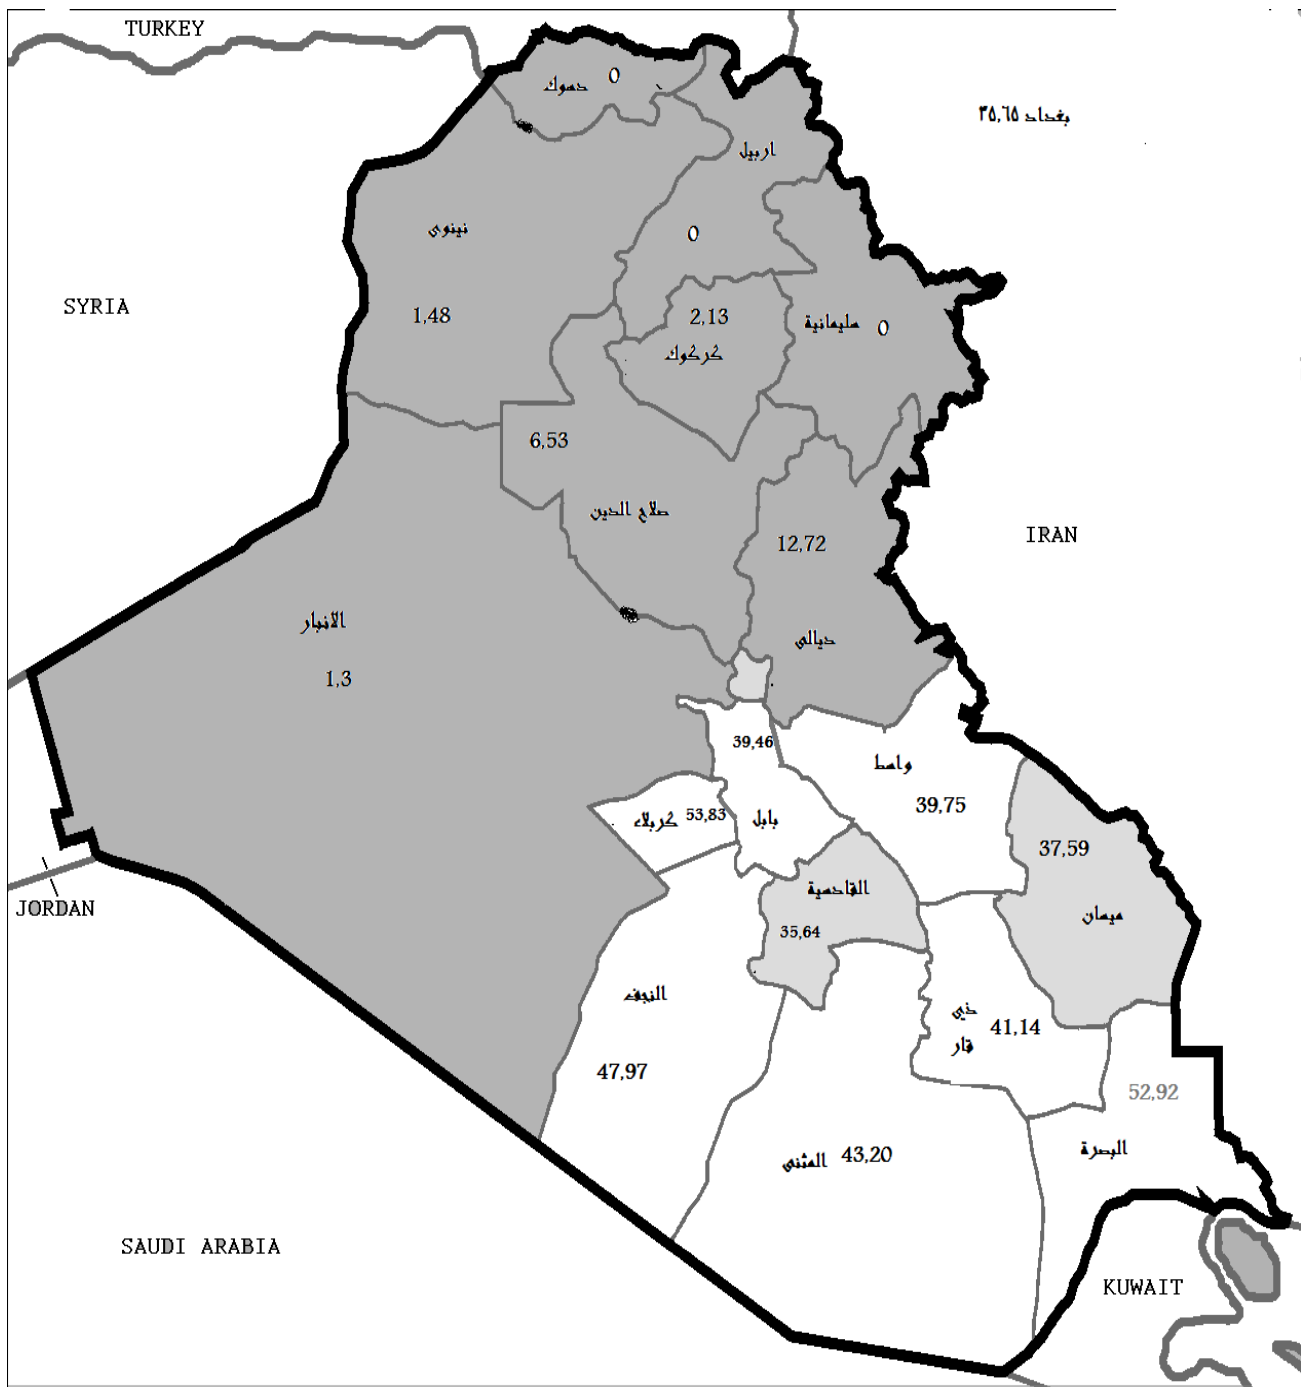 TURKEY
دهوك 0
بغداد ٣٥,٦٥
اربيل
نينوى
0
SYRIA
1,48
2,13
سليمانية 0
كركوك
6,53
صلاح الدين
12,72
IRAN
الانبار
ديالى
1,3
39,46
واسط
39,75
كربلاء 53,83
بابل
37,59
القادسية
35,64
ميسان
JORDAN
النجف
ذي
قار
41,14
47,97
52,92
البصرة
المثنى 43,20
SAUDI ARABIA
KUWAIT